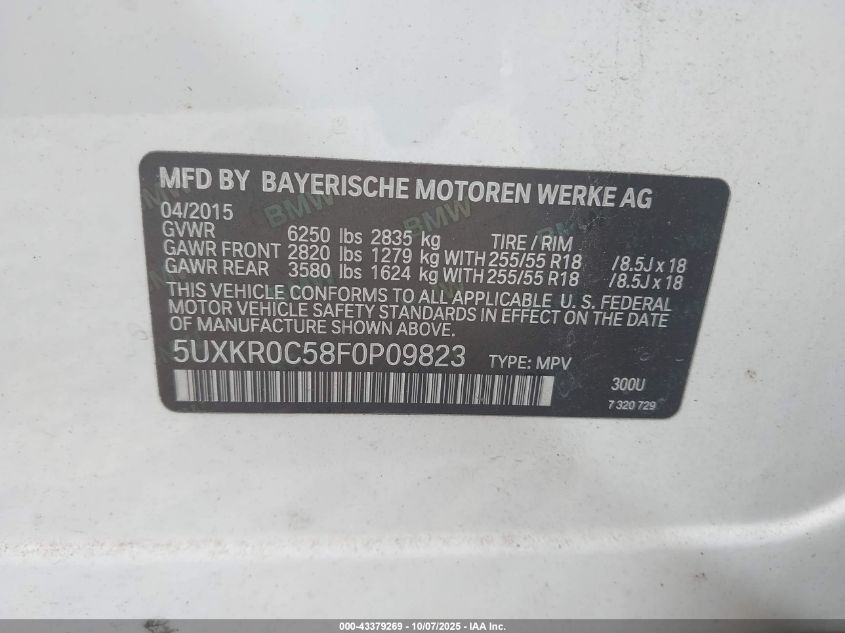 MFD BY BAYERISCHE MOTOREN WERKE AG
04/2015
GVWR 6250 lbs 2835 kg TIRE / RIM
GAWR FRONT 2820 lbs 1279 kg WITH 255/55 R18 /8.5J x 18
GAWR REAR 3580 lbs 1624 kg WITH 255/55 R18 /8.5J x 18
THIS VEHICLE CONFORMS TO ALL APPLICABLE U. S. FEDERAL
MOTOR VEHICLE SAFETY STANDARDS IN EFFECT ON THE DATE
OF MANUFACTURE SHOWN ABOVE.
5UXKR0C58F0P09823 TYPE: MPV
300U
7 320 729
BMW
BMW
000-43379269 - 10/07/2025 - IAA Inc.